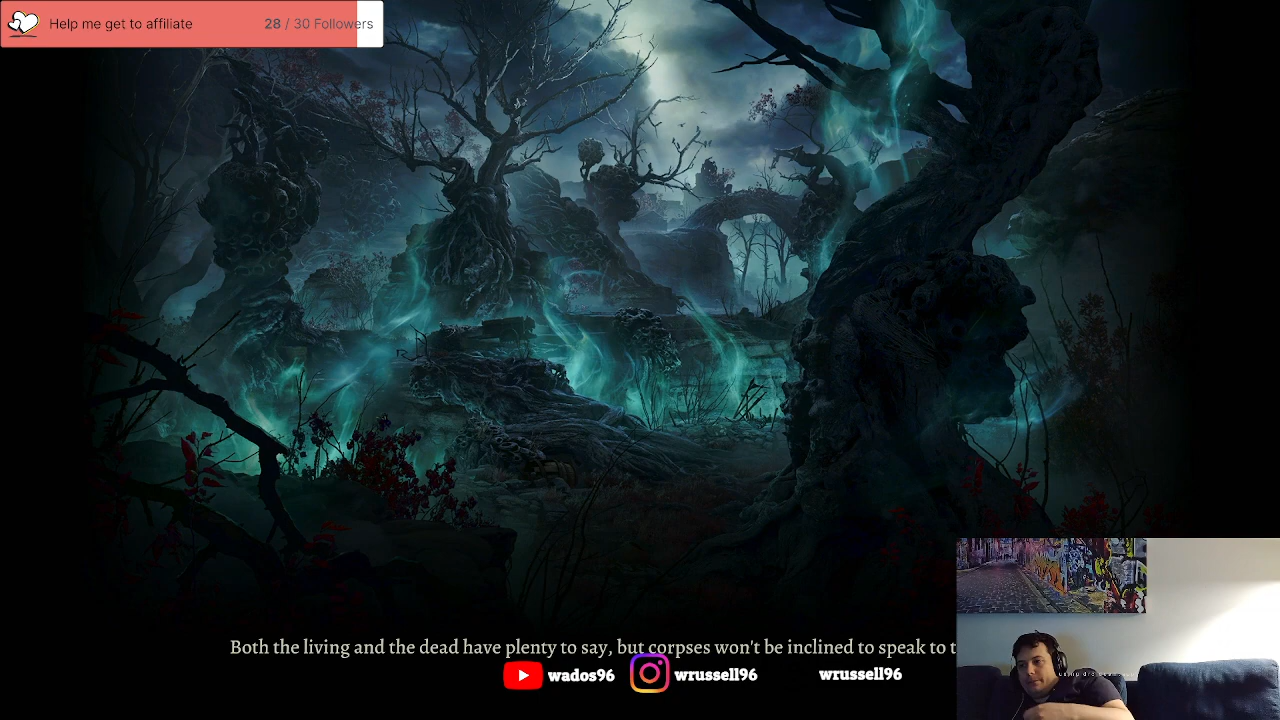 Help me get to affiliate
28 / 30 Followers
Both the living and the dead have plenty to say, but corpses won't be inclined to speak to t
wados96
wrussell96
wrussell96